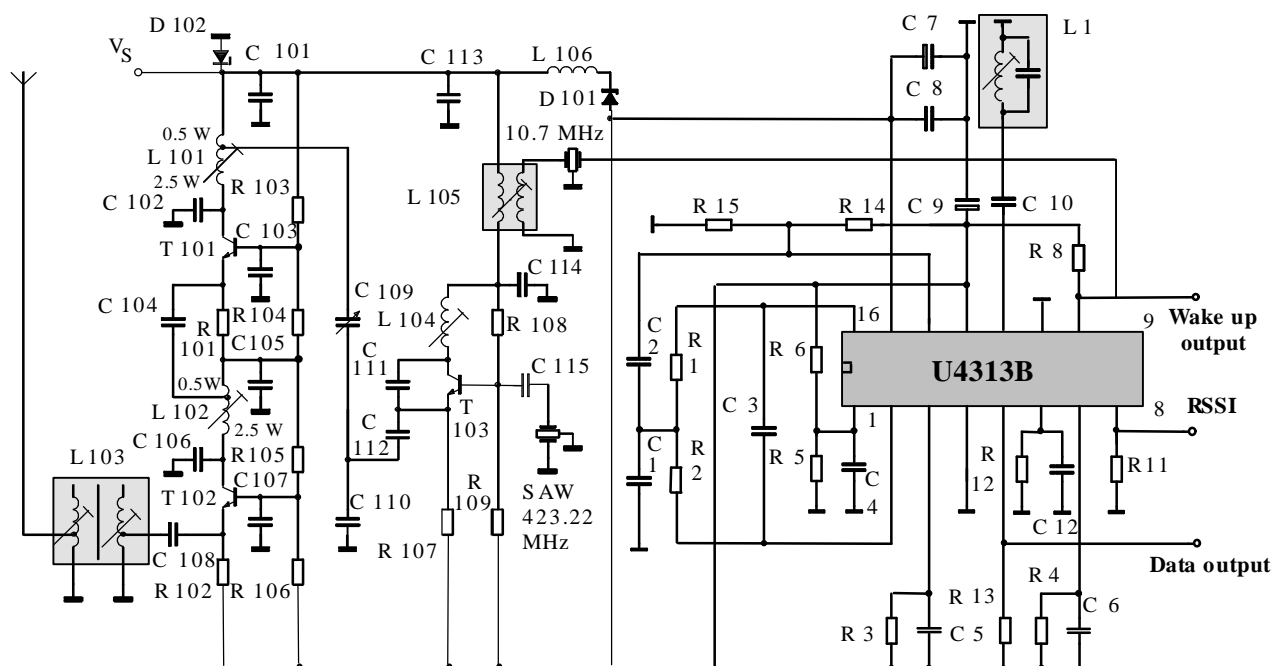 D 102
V_S
C 101
C 113
L 106
D 101
C 7
L 1
C 8
10.7 MHz
0.5 W
L 101
2.5 W
R 103
C 102
L 105
R 15
R 14
C 9
C 10
C 103
T 101
R 8
C 114
C 104
C 109
L 104
R 101
R 104
R 108
C 105
16
9
Wake up output
C 2
R 1
R 6
U4313B
0.5W
L 102
C 111
C 115
2.5 W
T 103
C 3
1
8
RSSI
C 106
C 112
R 105
C 1
R 2
R 5
C 4
R 12
R11
L 103
C 107
T 102
SAW 423.22 MHz
R 109
C 110
C 12
C 108
R 107
Data output
R 102
R 106
R 3
C 5
R 13
R 4
C 6